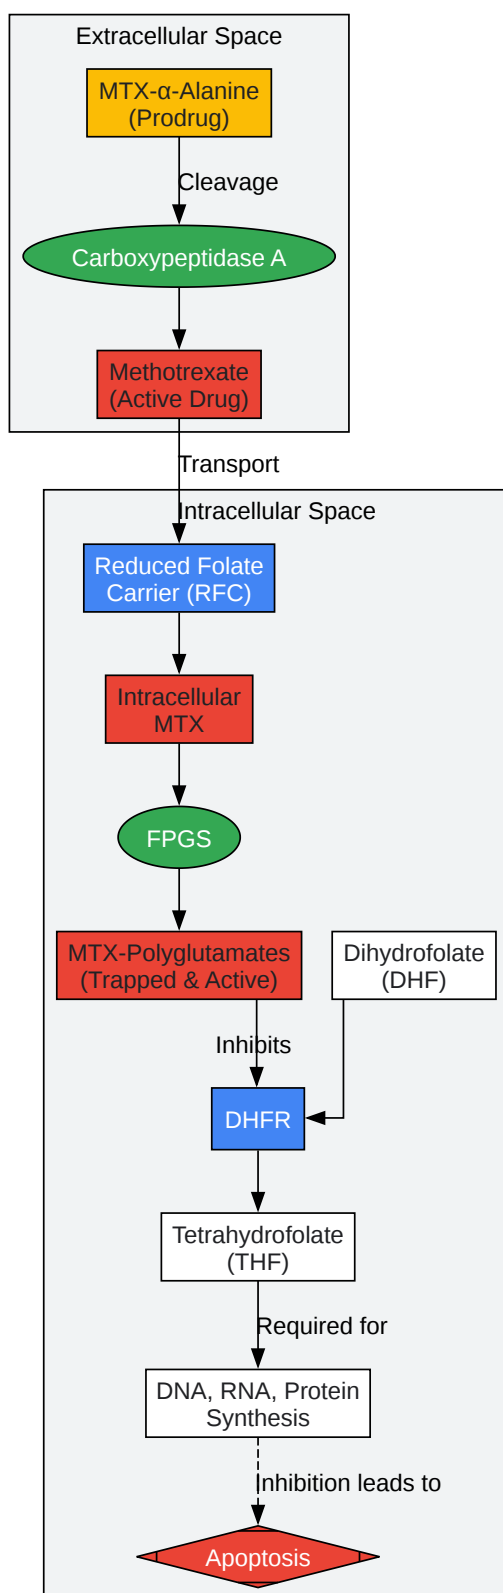 Extracellular Space
MTX-α-Alanine
(Prodrug)
Cleavage
Carboxypeptidase A
Methotrexate
(Active Drug)
Transport
Intracellular Space
Reduced Folate
Carrier (RFC)
Intracellular
MTX
FPGS
MTX-Polyglutamates
(Trapped & Active)
Dihydrofolate
(DHF)
Inhibits
DHFR
Tetrahydrofolate
(THF)
Required for
DNA, RNA, Protein
Synthesis
Inhibition leads to
Apoptosis